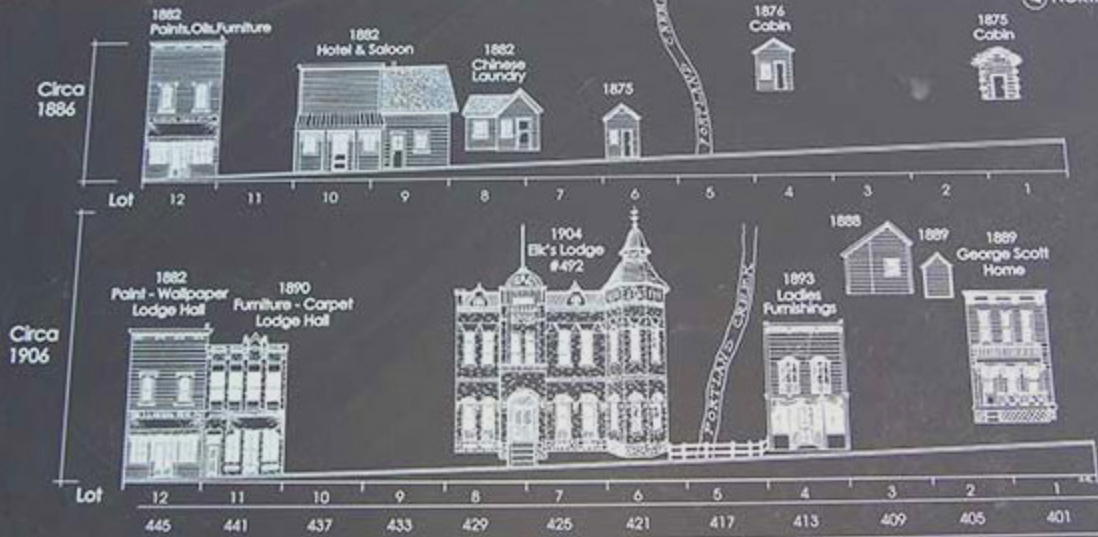 1882
Paints,Oils,Furniture
1882
Hotel & Saloon
1882
Chinese
Laundry
1875
1876
Cabin
1875
Cabin
Circa
1886
Lot 12 11 10 9 8 7 6 5 4 3 2 1
1882
Paint - Wallpaper
Lodge Hall
1890
Furniture - Carpet
Lodge Hall
1904
Elk's Lodge
#492
PORTLAND CREEK
1893
Ladies
Furnishings
1888
1889
1889
George Scott
Home
Circa
1906
Lot 12 11 10 9 8 7 6 5 4 3 2 1
445 441 437 433 429 425 421 417 413 409 405 401